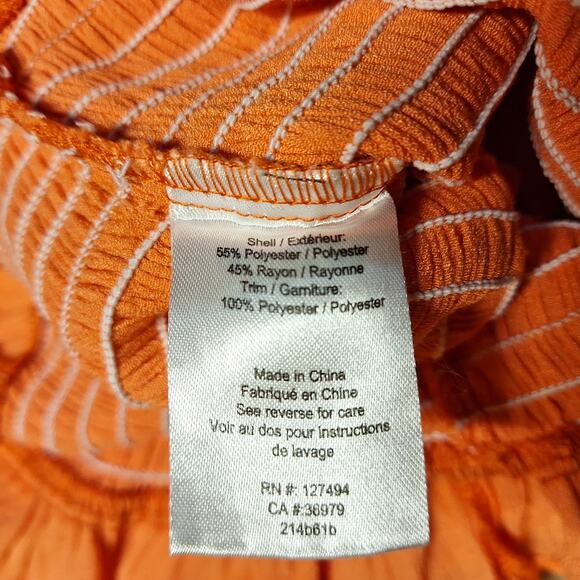 Shell / Extérieur:
55% Polyester / Polyester
45% Rayon / Rayonne
Trim / Garniture:
100% Polyester / Polyester
Made in China
Fabriqué en Chine
See reverse for care
Voir au dos pour instructions
de lavage
RN #: 127494
CA #:36979
214b61b